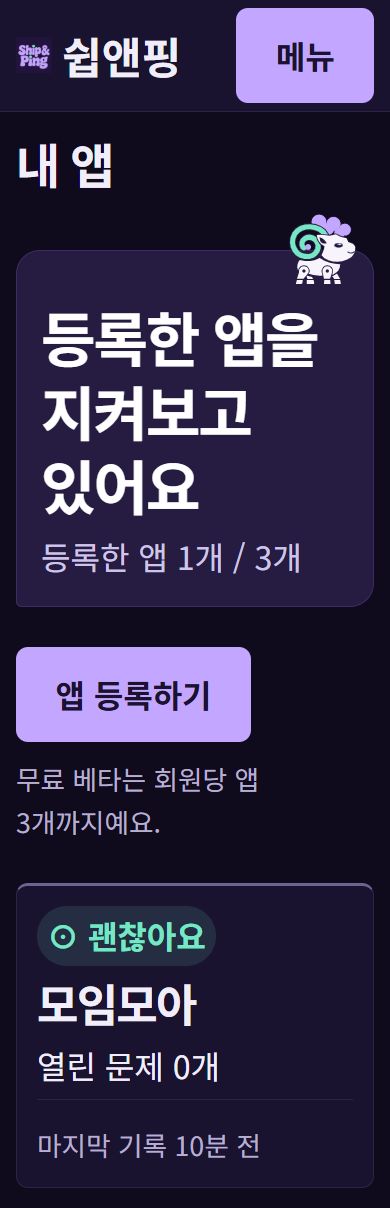 Ship&
Ping
쉽앤핑
메뉴
내 앱
등록한 앱을
지켜보고
있어요
등록한 앱 1개 / 3개
앱 등록하기
무료 베타는 회원당 앱
3개까지예요.
괜찮아요
모임모아
열린 문제 0개
마지막 기록 10분 전